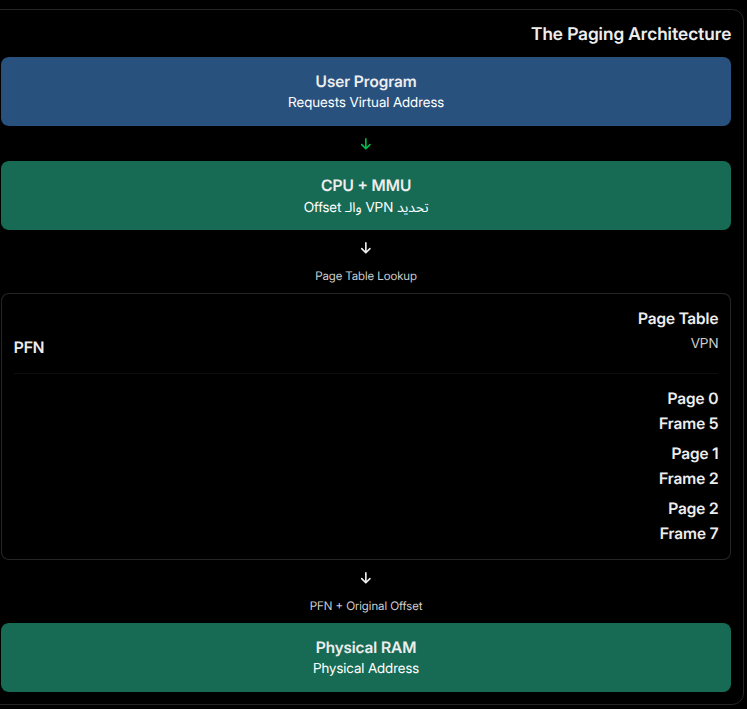 The Paging Architecture
User Program
Requests Virtual Address
↓
CPU + MMU
تحديد VPN والـ Offset
↓
Page Table Lookup
Page Table
VPN
PFN
Page 0
Frame 5
Page 1
Frame 2
Page 2
Frame 7
↓
PFN + Original Offset
Physical RAM
Physical Address